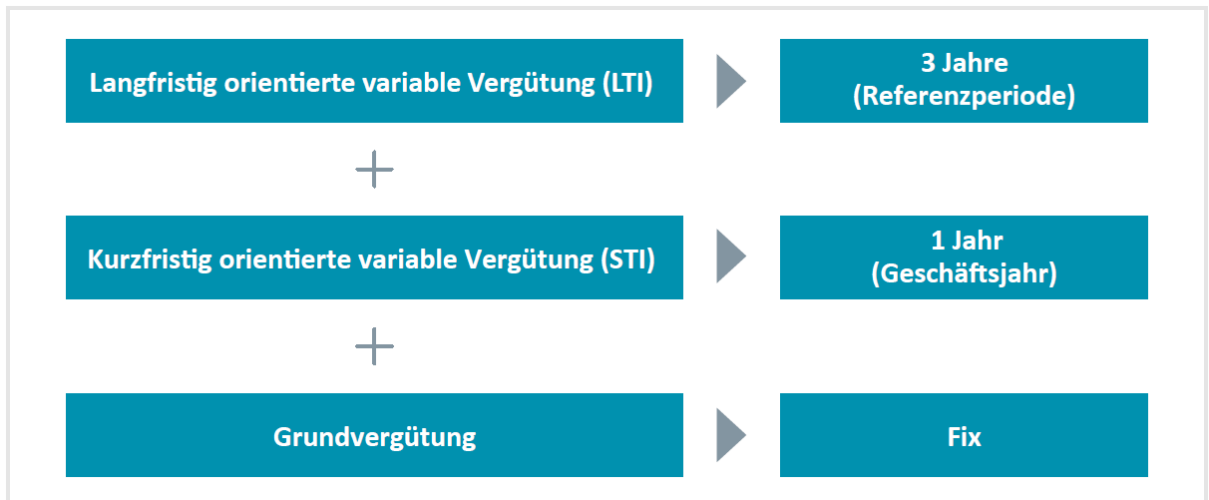 Langfristig orientierte variable Vergütung (LTI)
3 Jahre
(Referenzperiode)
Kurzfristig orientierte variable Vergütung (STI)
1 Jahr
(Geschäftsjahr)
Grundvergütung
Fix